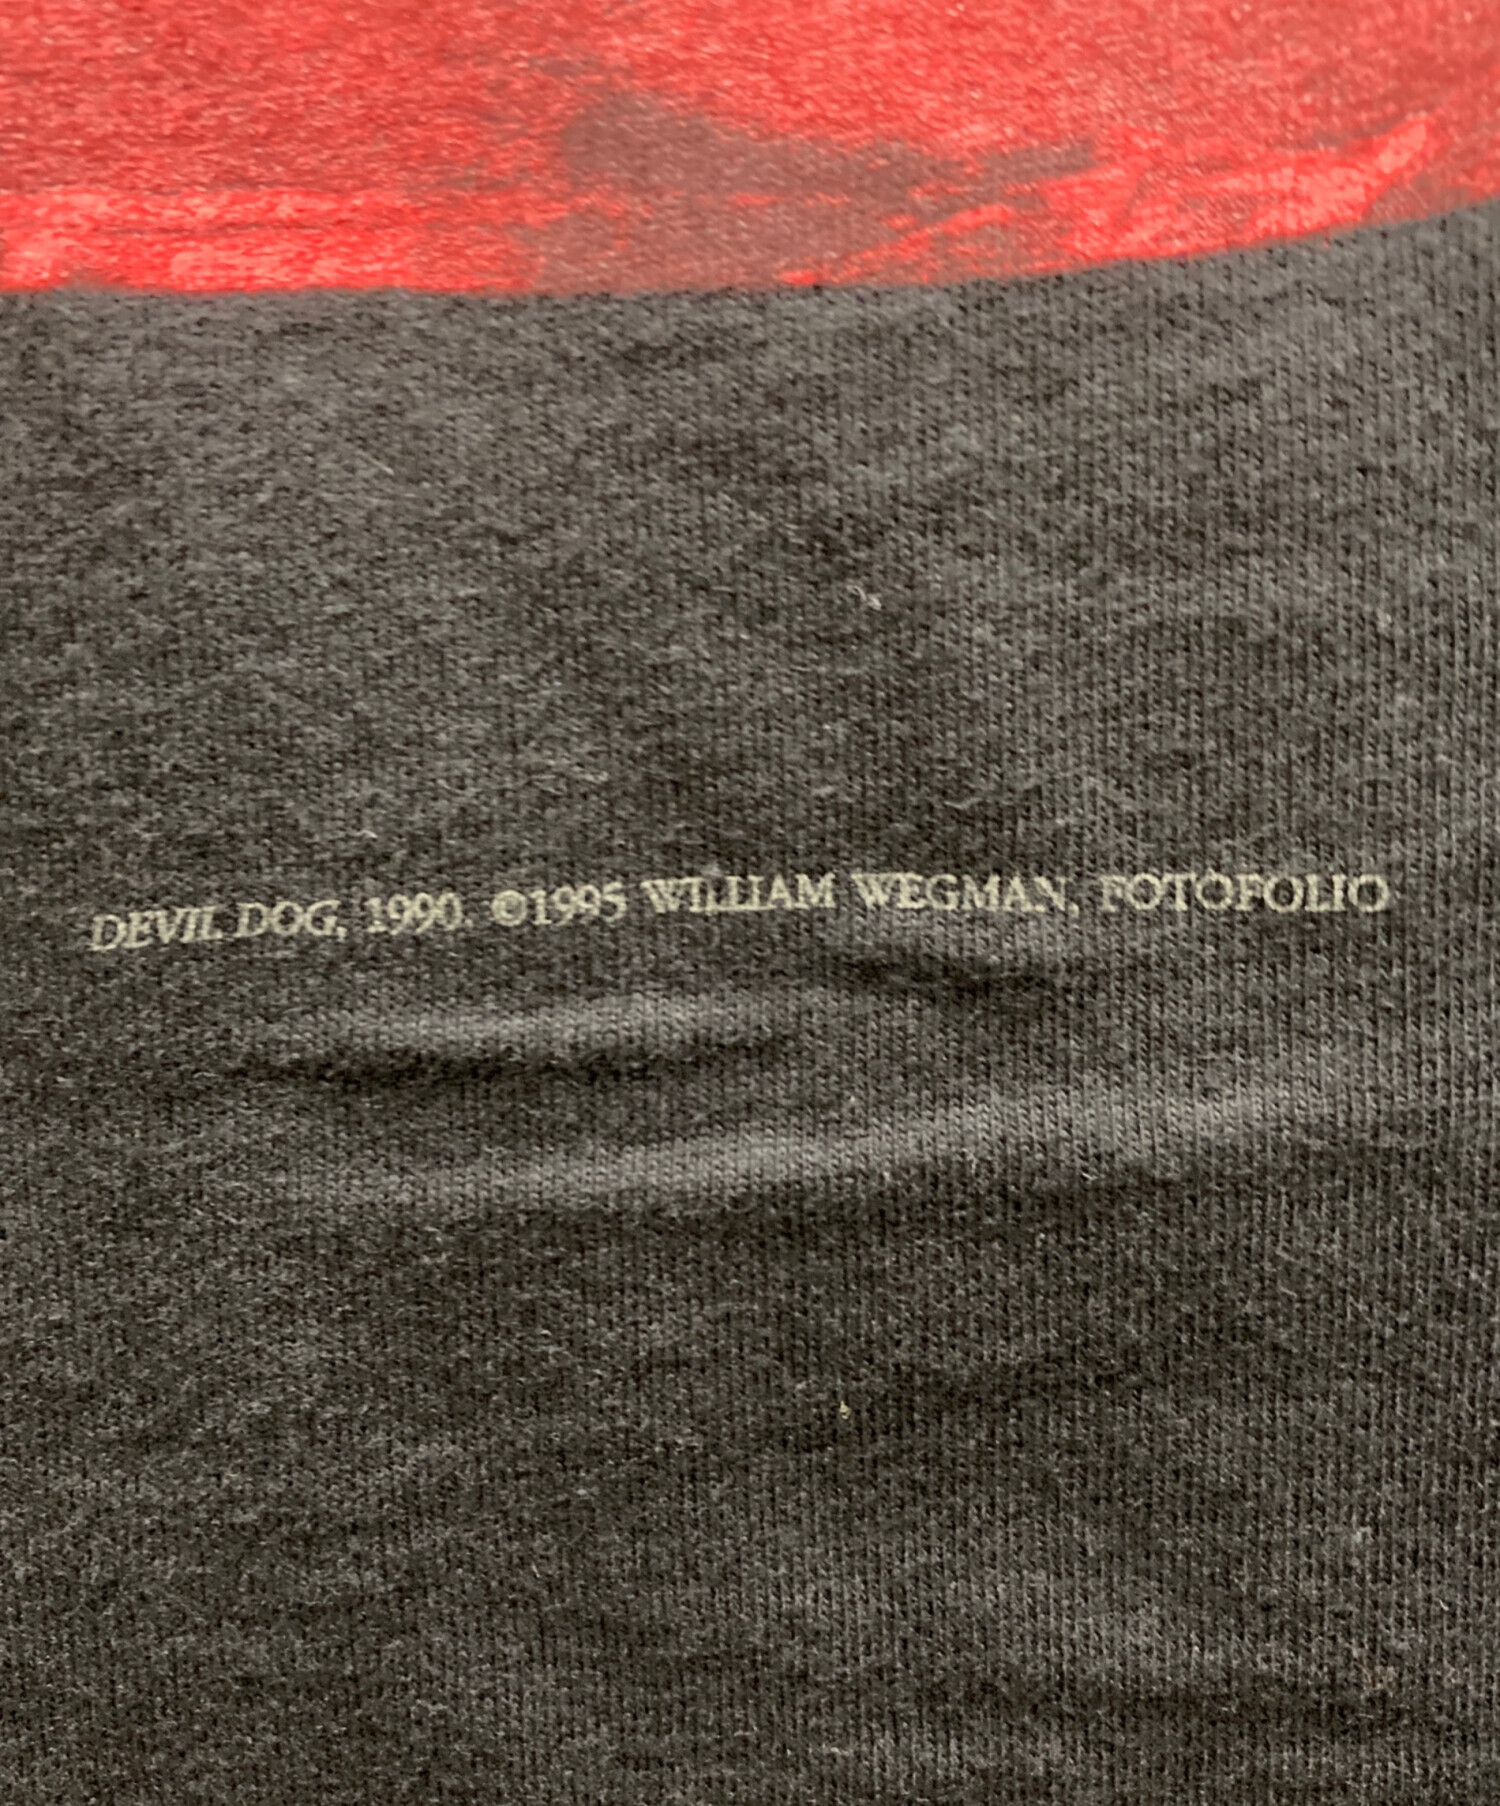 DEVIL DOG, 1990. ©1995 WILLIAM WEGMAN, FOTOFOLIO